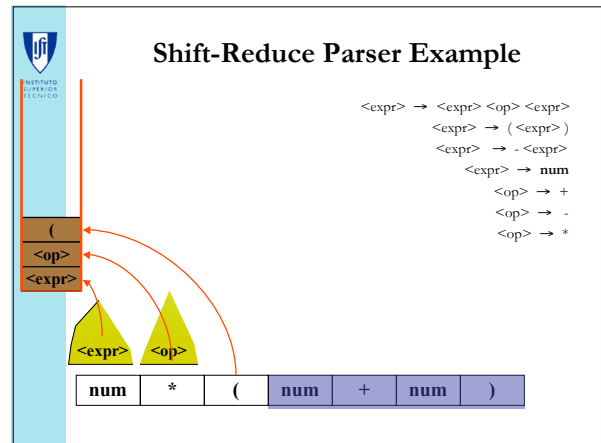 Shift-Reduce Parser Example
INSTITUTO
SUPERIOR
TÉCNICO
<expr> → <expr> <op> <expr>
<expr> → ( <expr> )
<expr> → - <expr>
<expr> → num
<op> → +
<op> → -
<op> → *
(
<op>
<expr>
<expr> <op>
num * ( num + num )